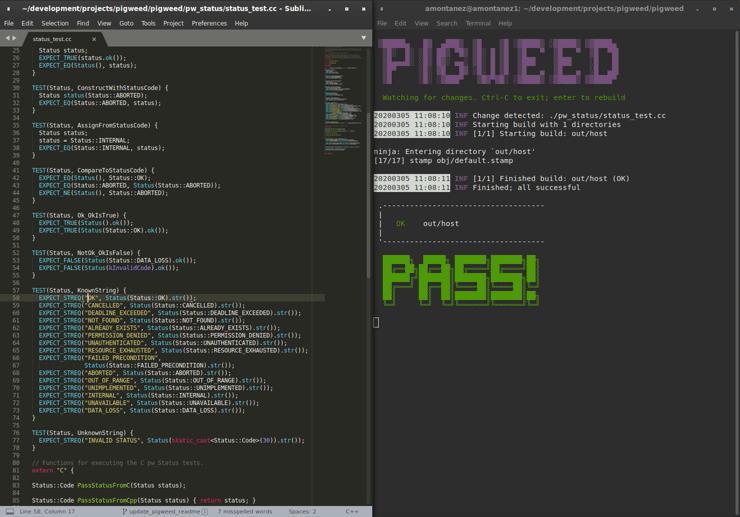 ~/development/projects/pigweed/pigweed/pw_status/status_test.cc - Subli...
File Edit Selection Find View Goto Tools Project Preferences Help
status_test.cc
25 Status status;
26 EXPECT_TRUE(status.ok());
27 EXPECT_EQ(Status(), status);
28 }
29
30 TEST(Status, ConstructWithStatusCode) {
31 Status status(Status::ABORTED);
32 EXPECT_EQ(Status::ABORTED, status);
33 }
34
35 TEST(Status, AssignFromStatusCode) {
36 Status status;
37 status = Status::INTERNAL;
38 EXPECT_EQ(Status::INTERNAL, status);
39 }
40
41 TEST(Status, CompareToStatusCode) {
42 EXPECT_EQ(Status(), Status::OK);
43 EXPECT_EQ(Status::ABORTED, Status(Status::ABORTED));
44 EXPECT_NE(Status(), Status::ABORTED);
45 }
46
47 TEST(Status, Ok_OkIsTrue) {
48 EXPECT_TRUE(Status().ok());
49 EXPECT_TRUE(Status(Status::OK).ok());
50 }
51
52 TEST(Status, NotOk_OkIsFalse) {
53 EXPECT_FALSE(Status(Status::DATA_LOSS).ok());
54 EXPECT_FALSE(Status(kInvalidCode).ok());
55 }
56
57 TEST(Status, KnownString) {
58 EXPECT_STREQ("OK", Status(Status::OK).str());
59 EXPECT_STREQ("CANCELLED", Status(Status::CANCELLED).str());
60 EXPECT_STREQ("DEADLINE_EXCEEDED", Status(Status::DEADLINE_EXCEEDED).str());
61 EXPECT_STREQ("NOT_FOUND", Status(Status::NOT_FOUND).str());
62 EXPECT_STREQ("ALREADY_EXISTS", Status(Status::ALREADY_EXISTS).str());
63 EXPECT_STREQ("PERMISSION_DENIED", Status(Status::PERMISSION_DENIED).str());
64 EXPECT_STREQ("UNAUTHENTICATED", Status(Status::UNAUTHENTICATED).str());
65 EXPECT_STREQ("RESOURCE_EXHAUSTED", Status(Status::RESOURCE_EXHAUSTED).str());
66 EXPECT_STREQ("FAILED_PRECONDITION",
67 Status(Status::FAILED_PRECONDITION).str());
68 EXPECT_STREQ("ABORTED", Status(Status::ABORTED).str());
69 EXPECT_STREQ("OUT_OF_RANGE", Status(Status::OUT_OF_RANGE).str());
70 EXPECT_STREQ("UNIMPLEMENTED", Status(Status::UNIMPLEMENTED).str());
71 EXPECT_STREQ("INTERNAL", Status(Status::INTERNAL).str());
72 EXPECT_STREQ("UNAVAILABLE", Status(Status::UNAVAILABLE).str());
73 EXPECT_STREQ("DATA_LOSS", Status(Status::DATA_LOSS).str());
74 }
75
76 TEST(Status, UnknownString) {
77 EXPECT_STREQ("INVALID STATUS", Status(static_cast<Status::Code>(30)).str());
78 }
79
80 // Functions for executing the C pw_Status tests.
81 extern "C" {
82
83 Status::Code PassStatusFromC(Status status);
84
85 Status::Code PassStatusFromCpp(Status status) { return status; }
Line 58, Column 17 update_pigweed_readme 3 7 misspelled words Spaces: 2 C++
amontanez@amontanez1: ~/development/projects/pigweed/pigweed
File Edit View Search Terminal Help
PIGWEED
Watching for changes. Ctrl-C to exit; enter to rebuild
20200305 11:08:10 INF Change detected: ./pw_status/status_test.cc
20200305 11:08:10 INF Starting build with 1 directories
20200305 11:08:10 INF [1/1] Starting build: out/host
ninja: Entering directory `out/host'
[17/17] stamp obj/default.stamp
20200305 11:08:11 INF [1/1] Finished build: out/host (OK)
20200305 11:08:11 INF Finished; all successful
OK out/host
PASS!